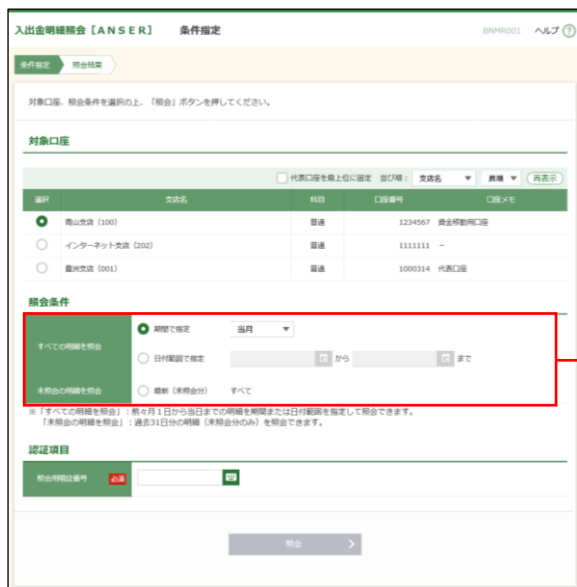 入出金明細照会［ＡＮＳＥＲ］ 条件指定 BNMR001 ヘルプ ?
条件指定 照会結果
対象口座、照会条件を選択の上、「照会」ボタンを押してください。
対象口座
代表口座を最上位に固定 並び順： 支店名 ▼ 昇順 ▼ 再表示
選択 支店名 科目 口座番号 口座メモ
青山支店（100） 普通 1234567 資金移動用口座
インターネット支店（202） 普通 1111111 －
豊洲支店（001） 普通 1000314 代表口座
照会条件
すべての明細を照会 期間で指定 当月 ▼
日付範囲で指定 から まで
未照会の明細を照会 最新（未照会分） すべて
※「すべての明細を照会」：前々月１日から当日までの明細を期間または日付範囲を指定して照会できます。
「未照会の明細を照会」：過去31日分の明細（未照会分のみ）を照会できます。
認証項目
照会用暗証番号 必須
照会